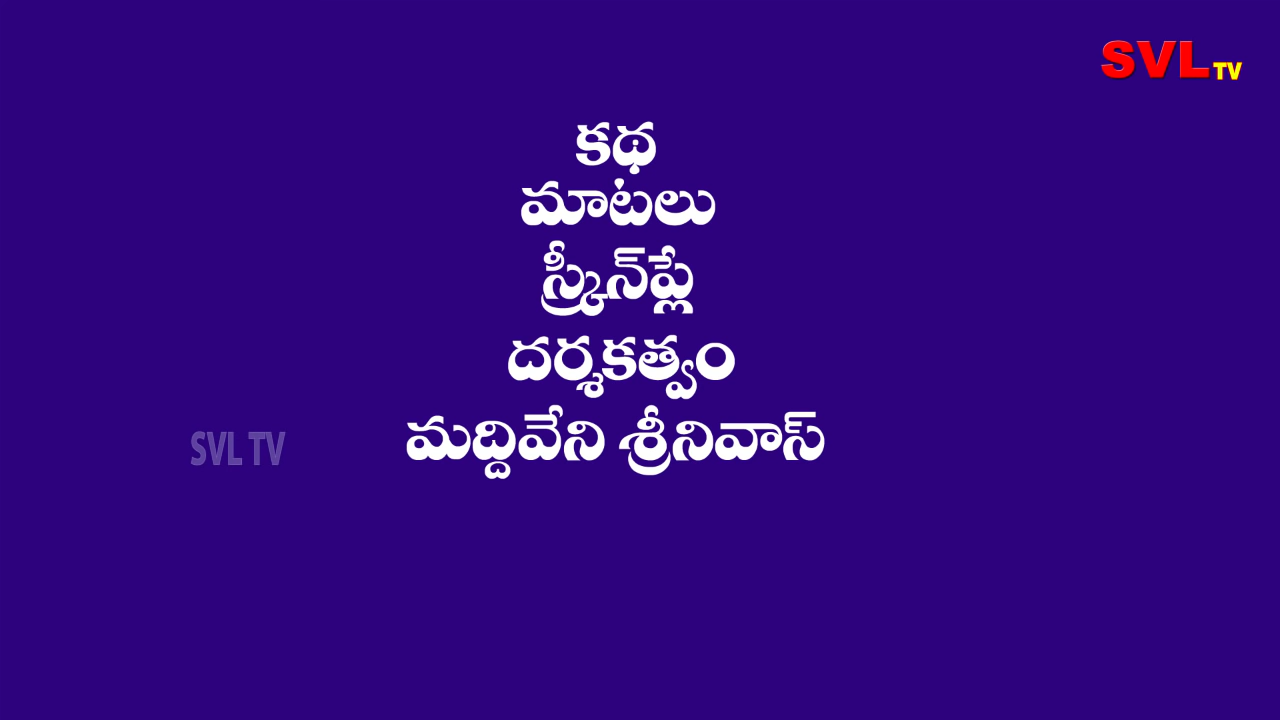 SVL TV
కథ
మాటలు
స్క్రీన్‌ప్లే
దర్శకత్వం
మద్దివేని శ్రీనివాస్
SVL TV